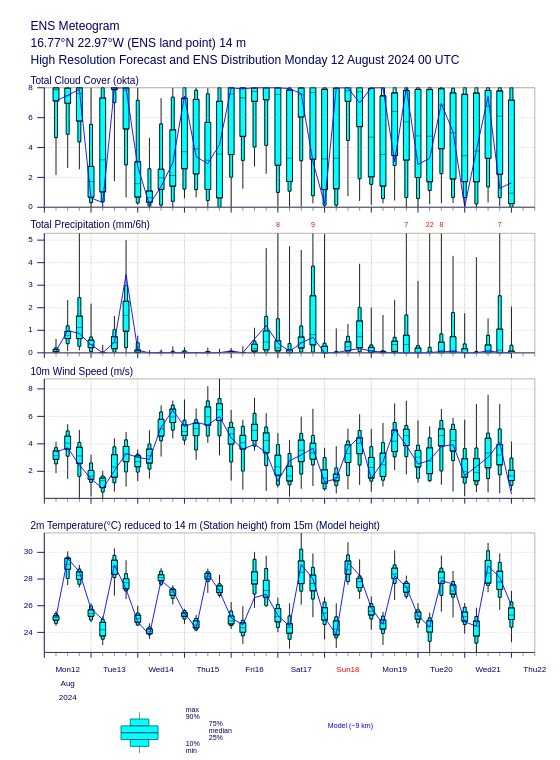 ENS Meteogram
16.77°N 22.97°W (ENS land point) 14 m
High Resolution Forecast and ENS Distribution Monday 12 August 2024 00 UTC
Total Cloud Cover (okta)
8
6
4
2
0
Total Precipitation (mm/6h)
8 9 7 22 8 7
5
4
3
2
1
0
10m Wind Speed (m/s)
8
6
4
2
2m Temperature(°C) reduced to 14 m (Station height) from 15m (Model height)
30
28
26
24
Mon12 Tue13 Wed14 Thu15 Fri16 Sat17 Sun18 Mon19 Tue20 Wed21 Thu22
Aug
2024
max
90%
75%
median
25%
10%
min
Model (~9 km)